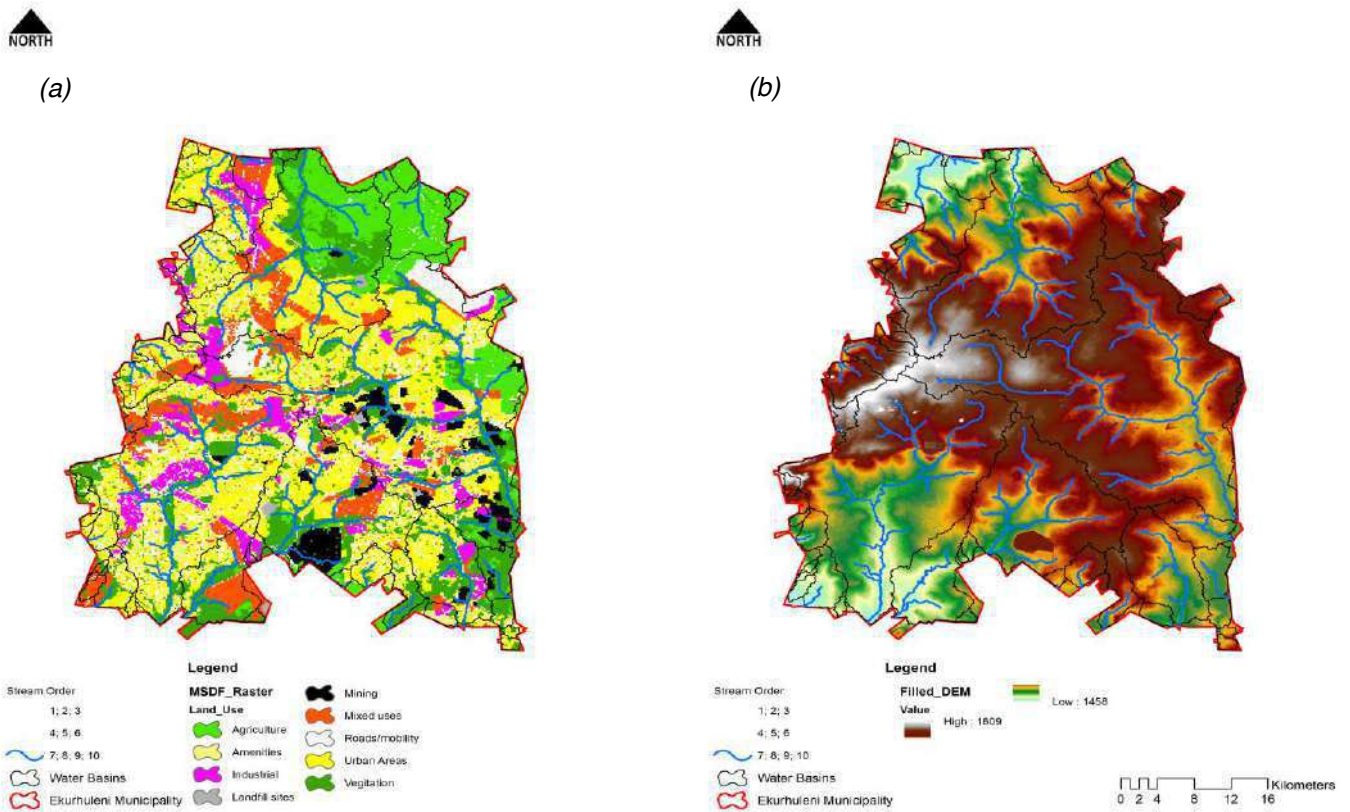 NORTH
(a)
Legend
Stream Order
1; 2; 3
4; 5; 6
7; 8; 9; 10
Water Basins
Ekurhuleni Municipality
MSDF_Raster
Land_Use
Agriculture
Amenities
Industrial
Landfill sites
Mining
Mixed uses
Roads/mobility
Urban Areas
Vegitation
NORTH
(b)
Legend
Stream Order
1; 2; 3
4; 5; 6
7; 8; 9; 10
Water Basins
Ekurhuleni Municipality
Filled_DEM
Value
High : 1809
Low : 1458
Kilometers
0 2 4 8 12 16